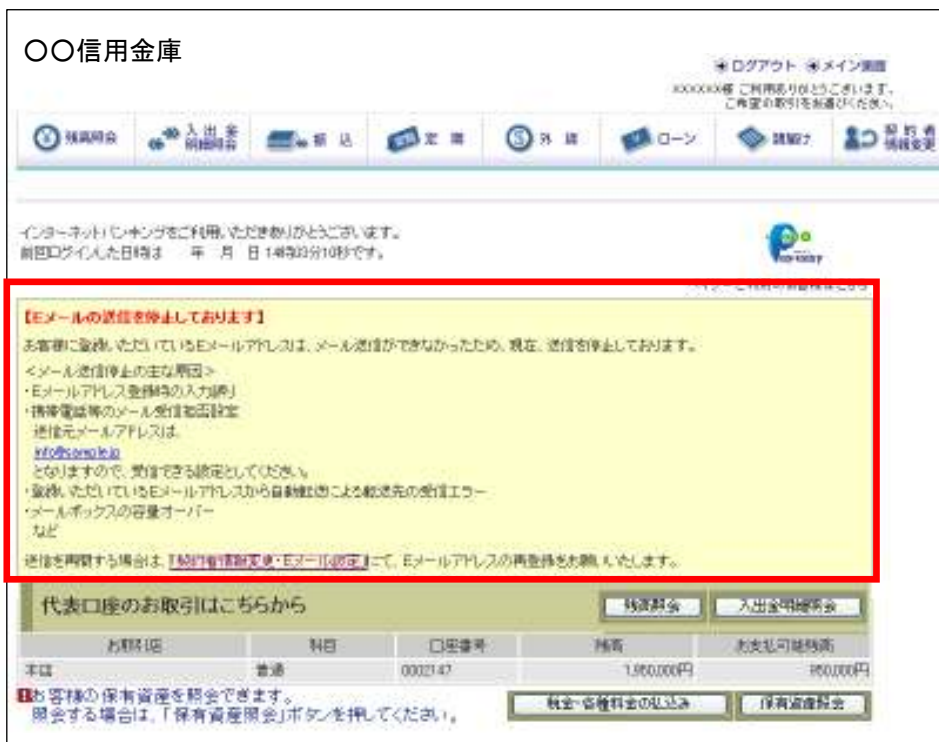 〇〇信用金庫
ログアウト メイン画面
XXXXXX様 ご利用ありがとうございます。
ご希望の取引をお選びください。
残高照会 入出金明細照会 振込 定期 外貨 ローン 契約者情報変更
インターネットバンキングをご利用いただきありがとうございます。
前回ログインした日時は 年 月 日 14時03分10秒です。
【Eメールの送信を停止しております】
お客様に登録いただいているEメールアドレスは、メール送信ができなかったため、現在、送信を停止しております。
<メール送信停止の主な原因>
・Eメールアドレス登録時の入力誤り
・携帯電話等のメール受信拒否設定
送信元メールアドレスは、
info@sample.jp
となりますので、受信できる設定としてください。
・登録いただいているEメールアドレスから自動転送による転送先の受信エラー
・メールボックスの容量オーバー
など
送信を再開する場合は、「契約者情報変更・Eメール設定」にて、Eメールアドレスの再登録をお願いいたします。
代表口座のお取引はこちらから 残高照会 入出金明細照会
お取引店 科目 口座番号 残高 お支払可能残高
本店 普通 0002147 1,950,000円 950,000円
お客様の保有資産を照会できます。
照会する場合は、「保有資産照会」ボタンを押してください。
税金・各種料金の払込み 保有資産照会